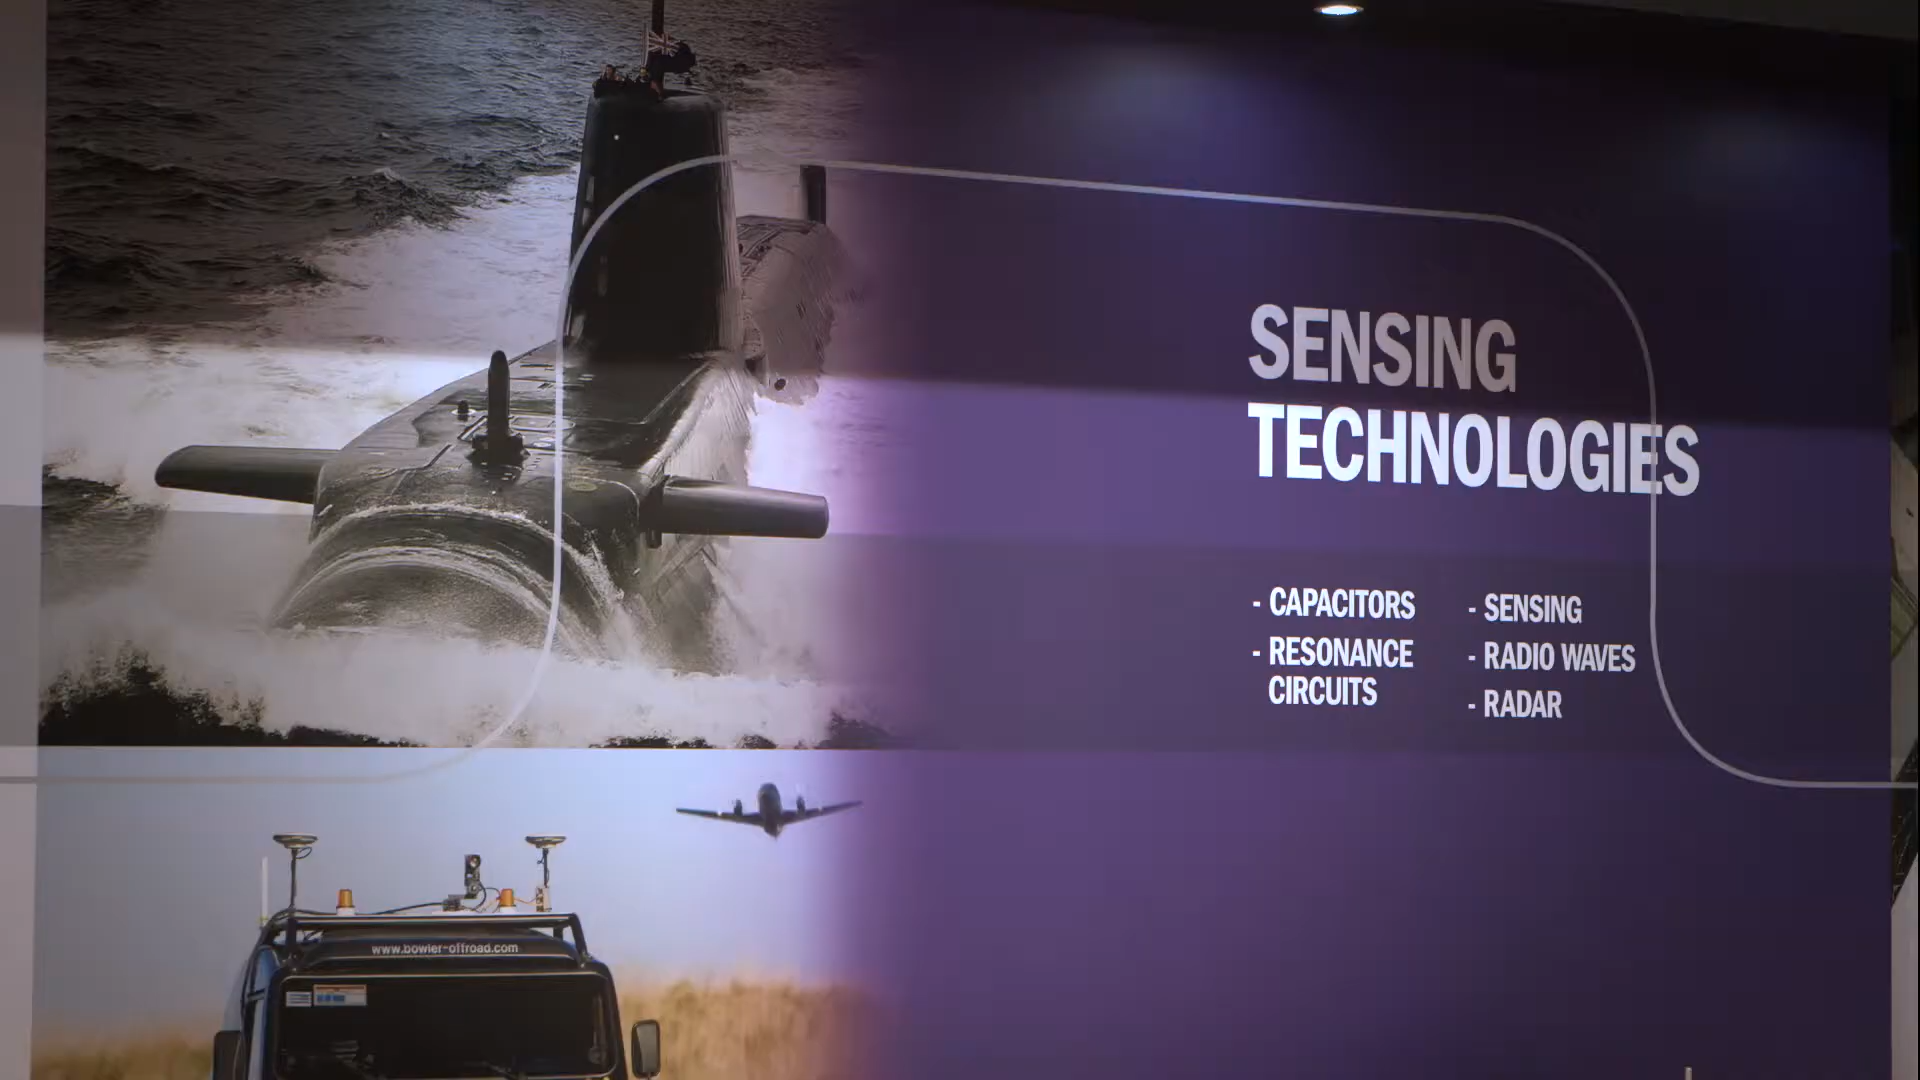 SENSING
TECHNOLOGIES
- CAPACITORS
- RESONANCE
CIRCUITS
- SENSING
- RADIO WAVES
- RADAR
www.bowler-offroad.com